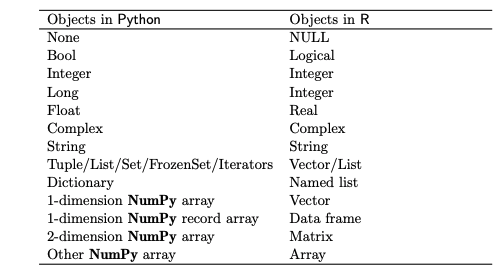 Objects in Python Objects in R
None NULL
Bool Logical
Integer Integer
Long Integer
Float Real
Complex Complex
String String
Tuple/List/Set/FrozenSet/Iterators Vector/List
Dictionary Named list
1-dimension NumPy array Vector
1-dimension NumPy record array Data frame
2-dimension NumPy array Matrix
Other NumPy array Array